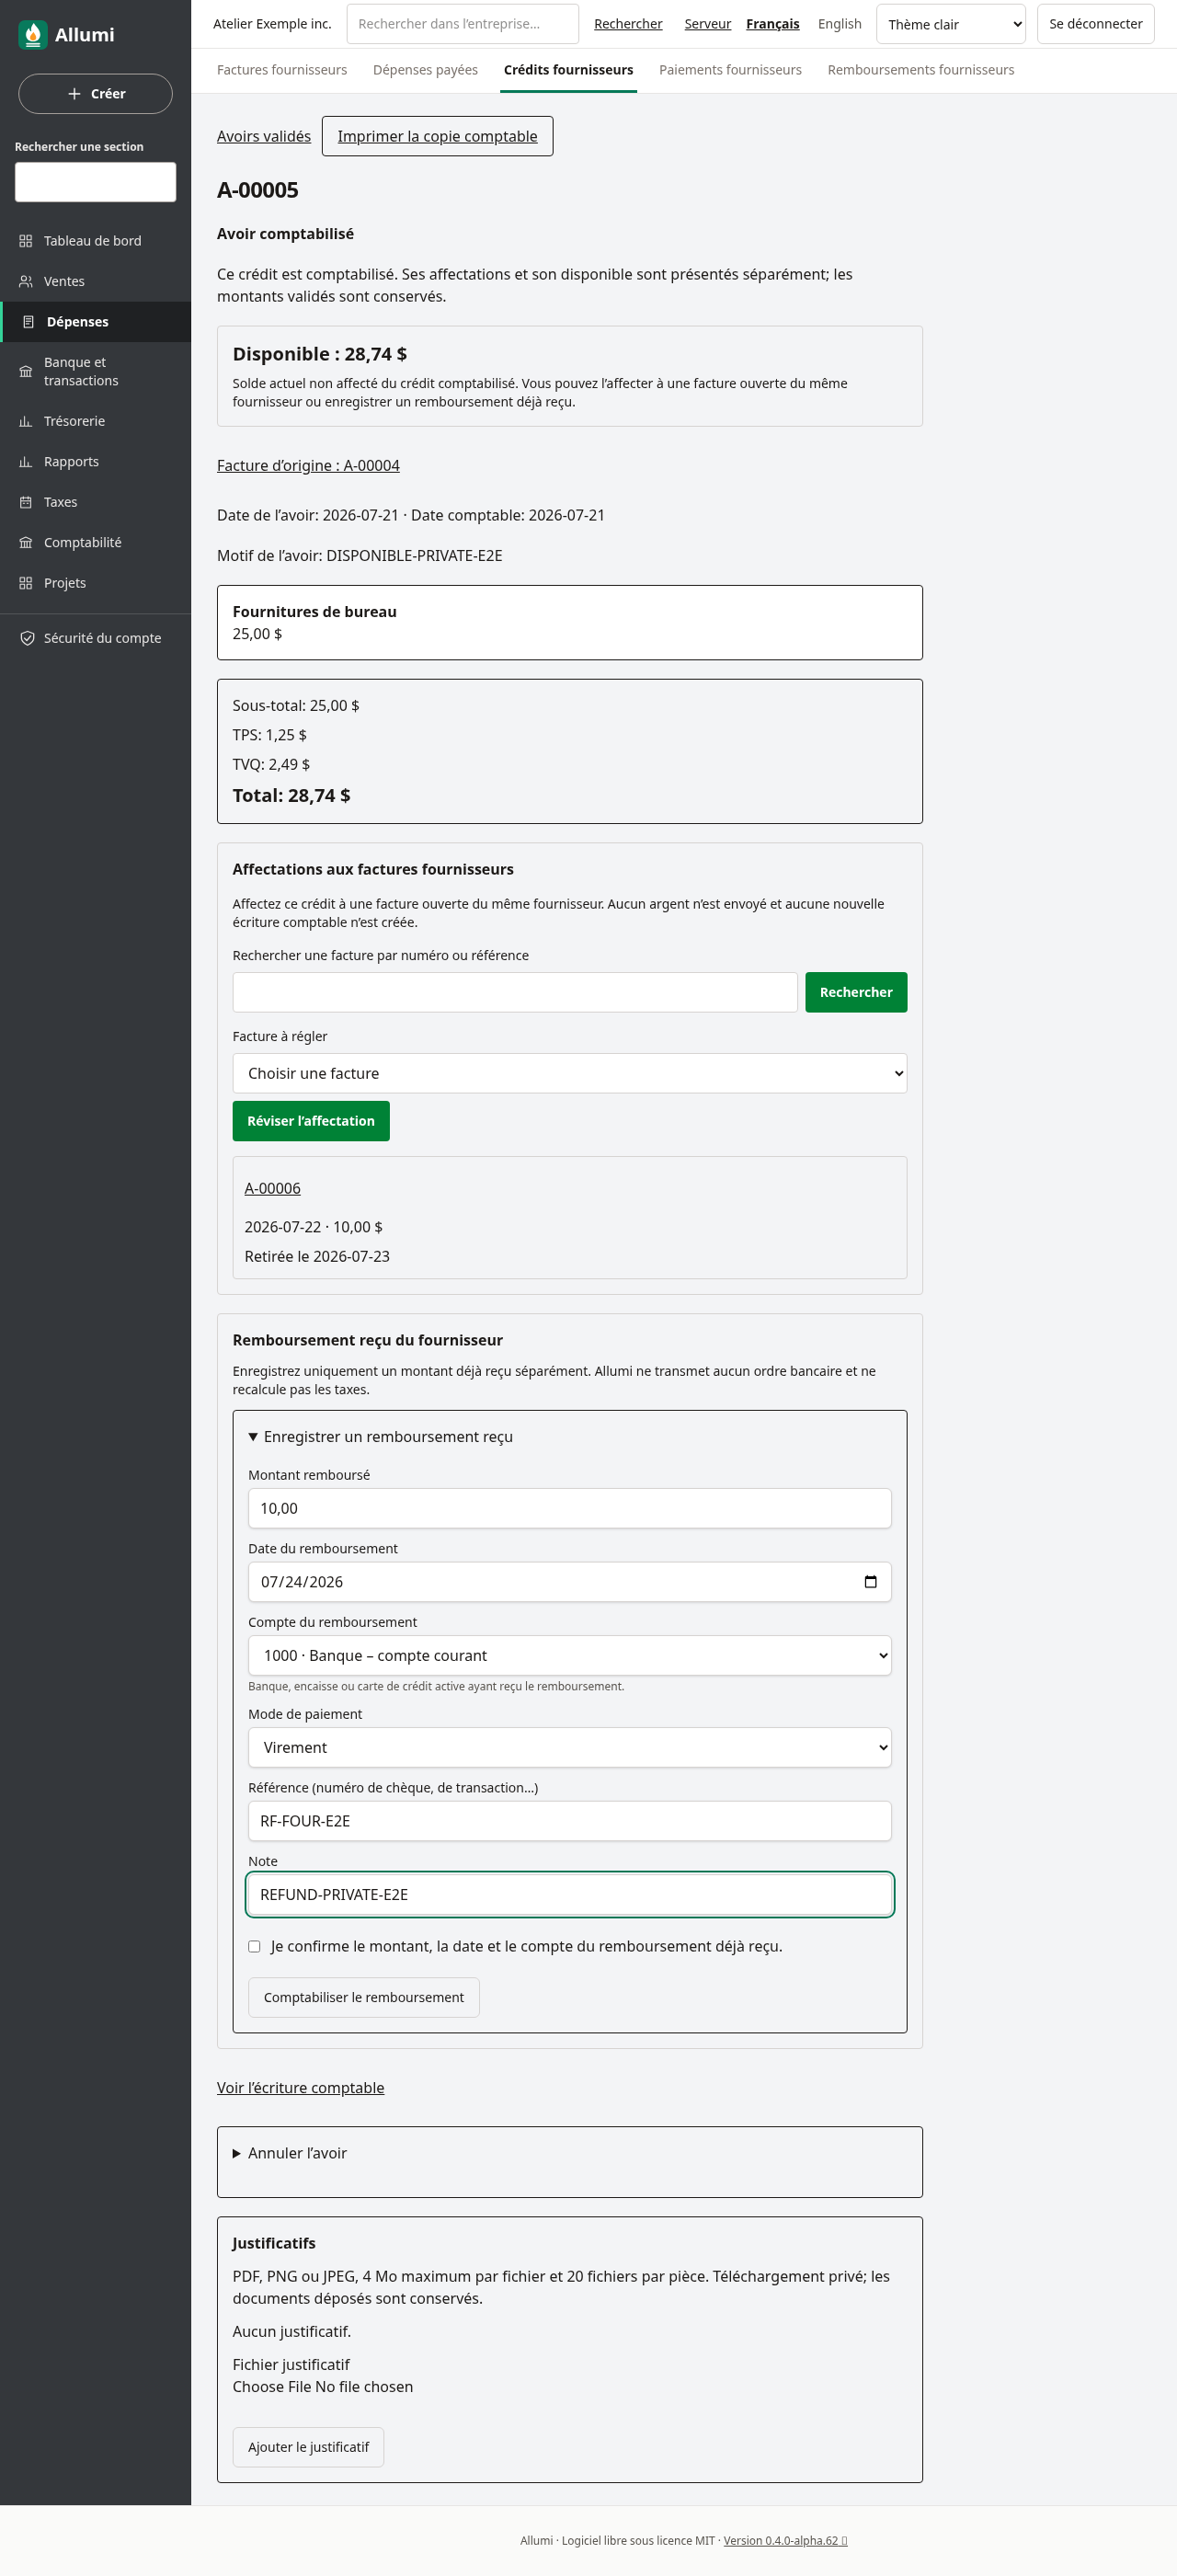 Allumi
Créer
Rechercher une section
Tableau de bord
Ventes
Dépenses
Banque et
transactions
Trésorerie
Rapports
Taxes
Comptabilité
Projets
Sécurité du compte
Atelier Exemple inc.
Rechercher dans l’entreprise…
Rechercher
Serveur
Français
English
Thème clair
Se déconnecter
Factures fournisseurs
Dépenses payées
Crédits fournisseurs
Paiements fournisseurs
Remboursements fournisseurs
Avoirs validés
Imprimer la copie comptable
A-00005
Avoir comptabilisé
Ce crédit est comptabilisé. Ses affectations et son disponible sont présentés séparément; les
montants validés sont conservés.
Disponible : 28,74 $
Solde actuel non affecté du crédit comptabilisé. Vous pouvez l’affecter à une facture ouverte du même
fournisseur ou enregistrer un remboursement déjà reçu.
Facture d’origine : A-00004
Date de l’avoir: 2026-07-21 · Date comptable: 2026-07-21
Motif de l’avoir: DISPONIBLE-PRIVATE-E2E
Fournitures de bureau
25,00 $
Sous-total: 25,00 $
TPS: 1,25 $
TVQ: 2,49 $
Total: 28,74 $
Affectations aux factures fournisseurs
Affectez ce crédit à une facture ouverte du même fournisseur. Aucun argent n’est envoyé et aucune nouvelle
écriture comptable n’est créée.
Rechercher une facture par numéro ou référence
Rechercher
Facture à régler
Choisir une facture
Réviser l’affectation
A-00006
2026-07-22 · 10,00 $
Retirée le 2026-07-23
Remboursement reçu du fournisseur
Enregistrez uniquement un montant déjà reçu séparément. Allumi ne transmet aucun ordre bancaire et ne
recalcule pas les taxes.
Enregistrer un remboursement reçu
Montant remboursé
10,00
Date du remboursement
07/24/2026
Compte du remboursement
1000 · Banque – compte courant
Banque, encaisse ou carte de crédit active ayant reçu le remboursement.
Mode de paiement
Virement
Référence (numéro de chèque, de transaction…)
RF-FOUR-E2E
Note
REFUND-PRIVATE-E2E
Je confirme le montant, la date et le compte du remboursement déjà reçu.
Comptabiliser le remboursement
Voir l’écriture comptable
Annuler l’avoir
Justificatifs
PDF, PNG ou JPEG, 4 Mo maximum par fichier et 20 fichiers par pièce. Téléchargement privé; les
documents déposés sont conservés.
Aucun justificatif.
Fichier justificatif
Choose File No file chosen
Ajouter le justificatif
Allumi · Logiciel libre sous licence MIT · Version 0.4.0-alpha.62